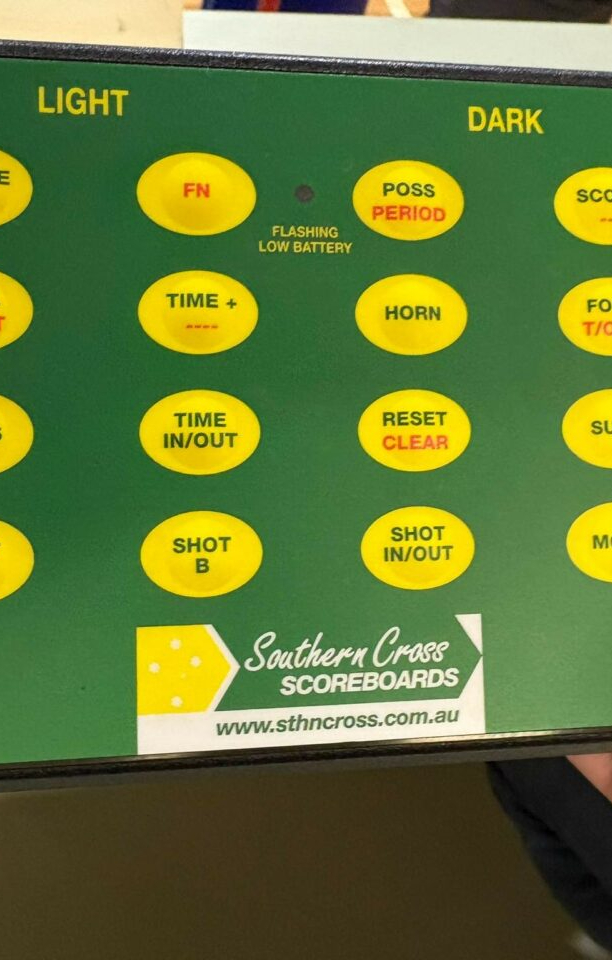 LIGHT
DARK
FN
POSS
PERIOD
FLASHING
LOW BATTERY
TIME +
----
HORN
TIME
IN/OUT
RESET
CLEAR
SHOT
B
SHOT
IN/OUT
Southern Cross
SCOREBOARDS
www.sthncross.com.au